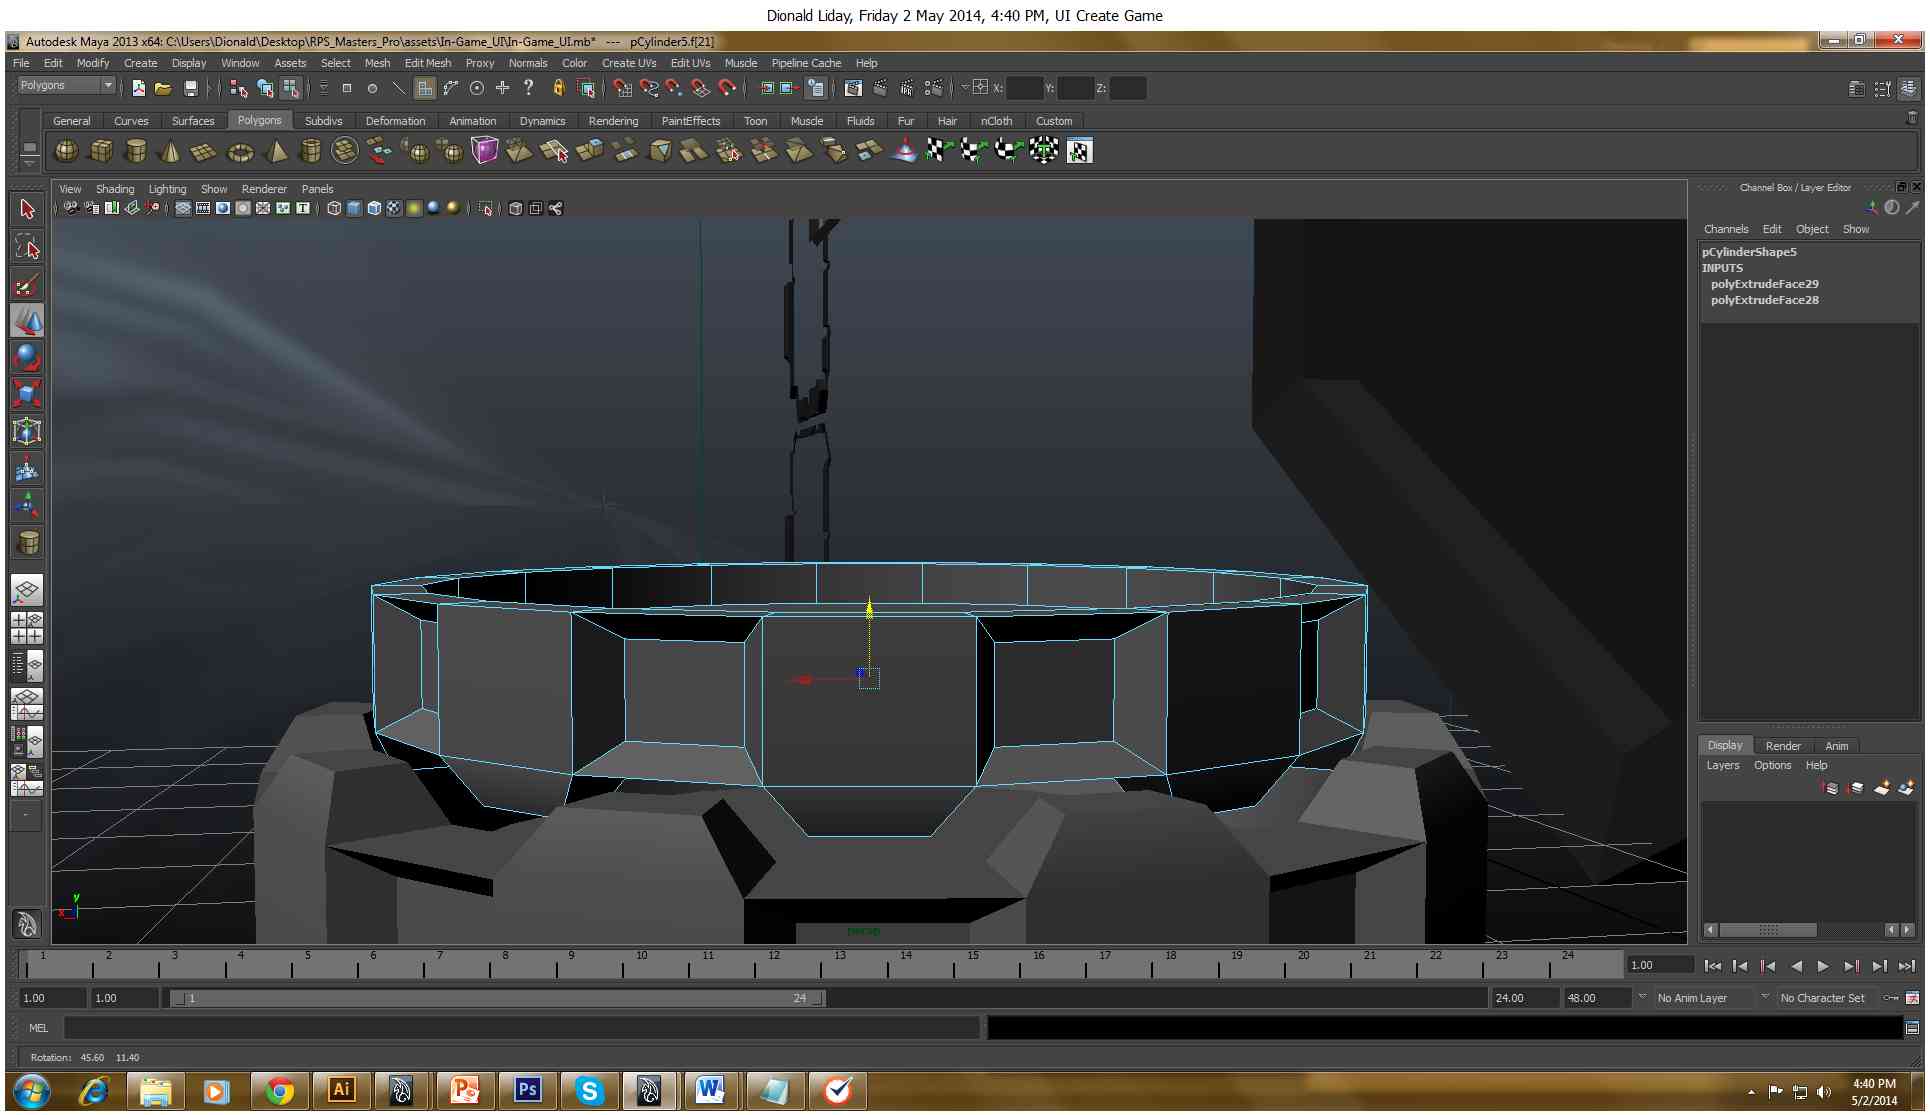 Dionald Liday, Friday 2 May 2014, 4:40 PM, UI Create Game
Autodesk Maya 2013 x64: C:\Users\Dionald\Desktop\RPS_Masters_Pro\assets\In-Game_UI\In-Game_UI.mb* --- pCylinder5.f[21]
File Edit Modify Create Display Window Assets Select Mesh Edit Mesh Proxy Normals Color Create UVs Edit UVs Muscle Pipeline Cache Help
Polygons X: Y: Z:
General Curves Surfaces Polygons Subdivs Deformation Animation Dynamics Rendering PaintEffects Toon Muscle Fluids Fur Hair nCloth Custom
View Shading Lighting Show Renderer Panels
Channel Box / Layer Editor
Channels Edit Object Show
pCylinderShape5
INPUTS
polyExtrudeFace29
polyExtrudeFace28
Display Render Anim
Layers Options Help
y
x
persp
1 2 3 4 5 6 7 8 9 10 11 12 13 14 15 16 17 18 19 20 21 22 23 24 1.00
1.00 1.00 1 24 24.00 48.00 No Anim Layer No Character Set
MEL
Rotation: 45.60 11.40
Ai Ps S W
4:40 PM
5/2/2014